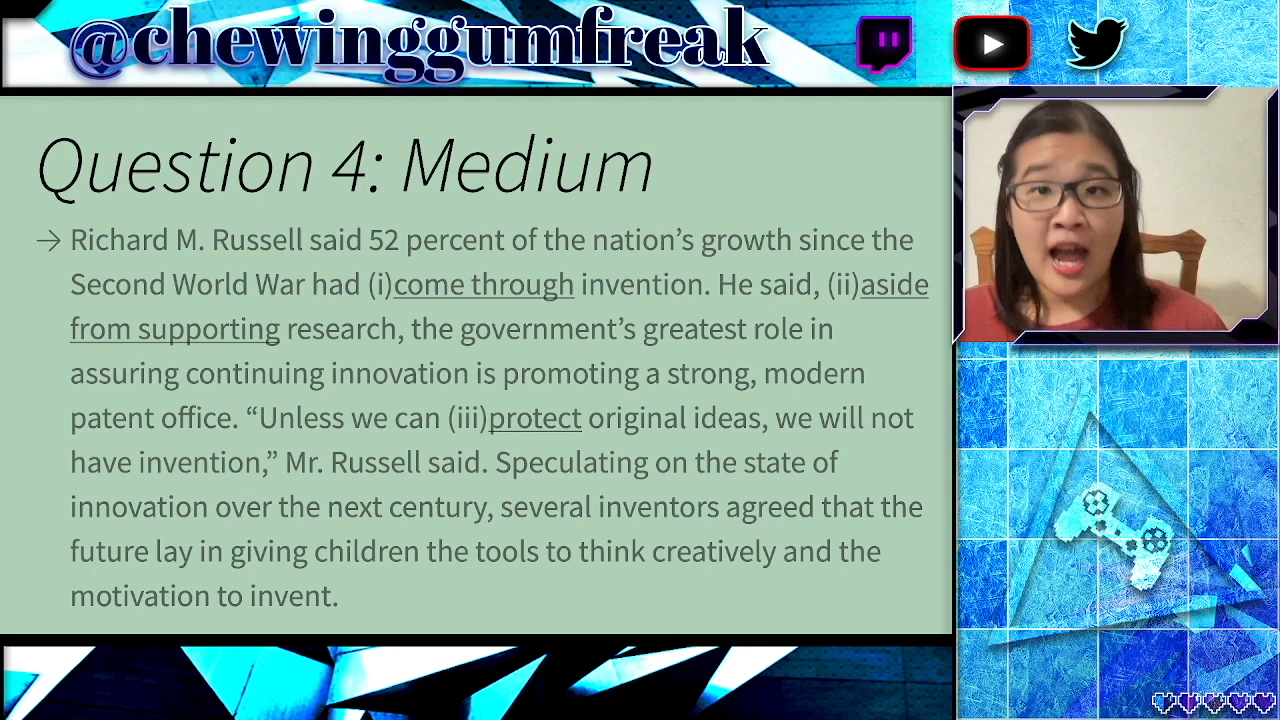 @chewinggumfreak
Question 4: Medium
→ Richard M. Russell said 52 percent of the nation’s growth since the
Second World War had (i)come through invention. He said, (ii)aside
from supporting research, the government’s greatest role in
assuring continuing innovation is promoting a strong, modern
patent office. “Unless we can (iii)protect original ideas, we will not
have invention,” Mr. Russell said. Speculating on the state of
innovation over the next century, several inventors agreed that the
future lay in giving children the tools to think creatively and the
motivation to invent.